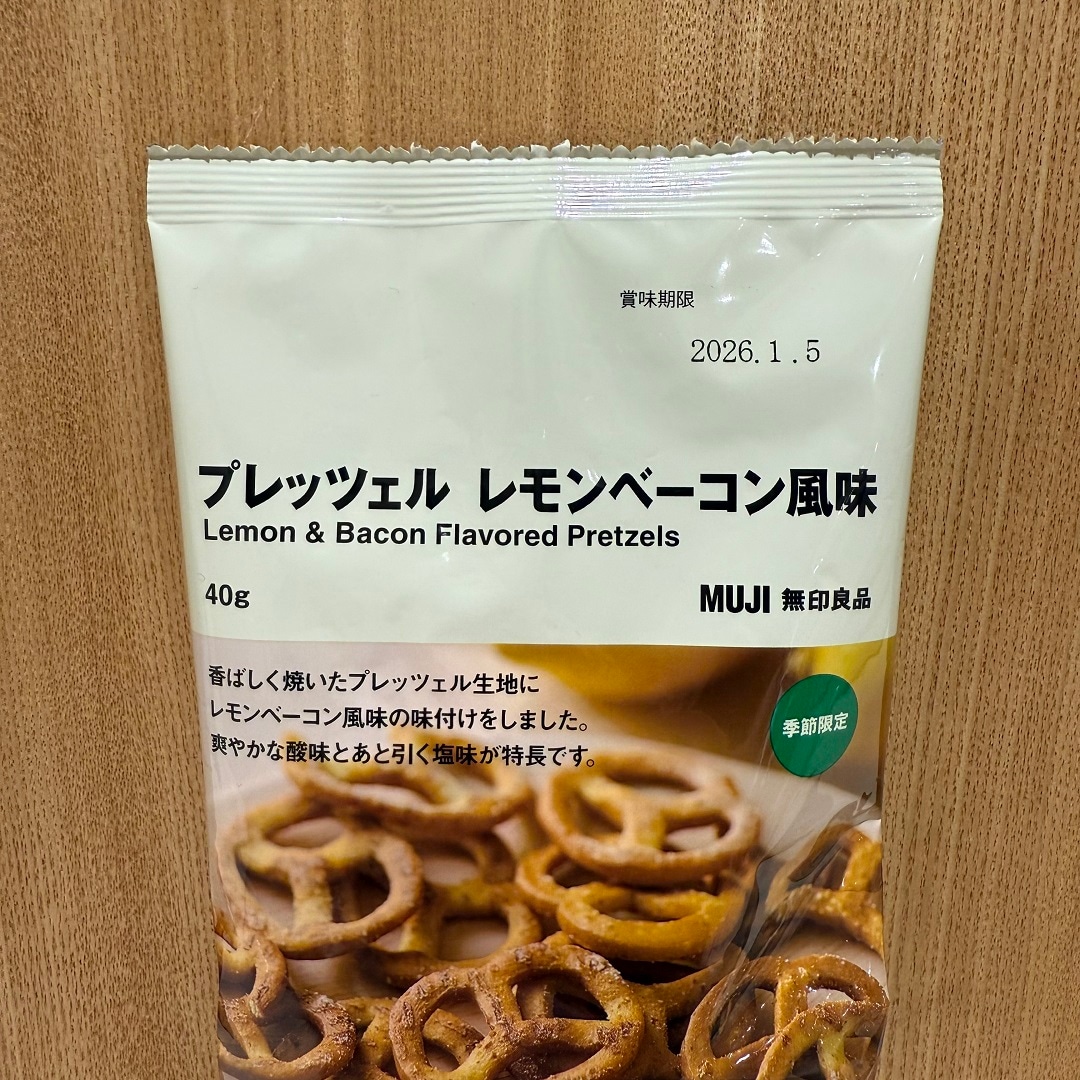 賞味期限
2026.1.5
プレッツェル レモンベーコン風味
Lemon & Bacon Flavored Pretzels
40g
MUJI 無印良品
香ばしく焼いたプレッツェル生地に
レモンベーコン風味の味付けをしました。
爽やかな酸味とあと引く塩味が特長です。
季節限定